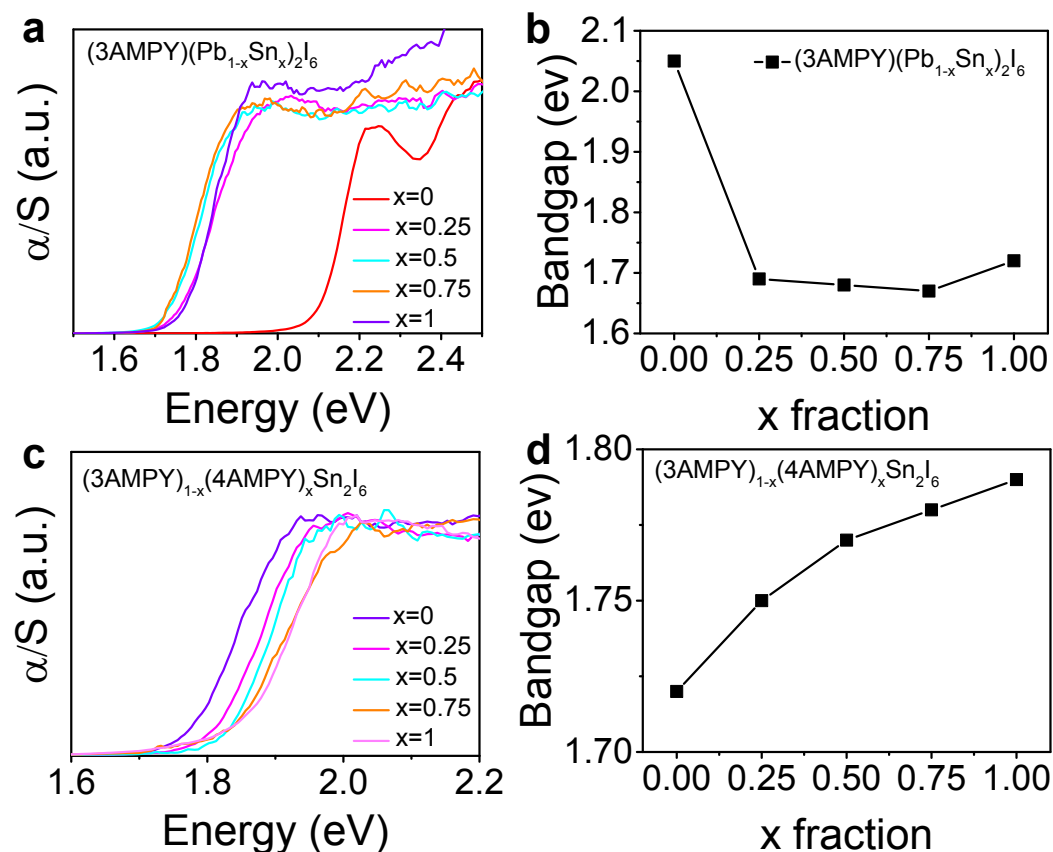 a
(3AMPY)(Pb1-xSnx)2I6
α/S (a.u.)
x=0
x=0.25
x=0.5
x=0.75
x=1
1.6 1.8 2.0 2.2 2.4
Energy (eV)
b
(3AMPY)(Pb1-xSnx)2I6
Bandgap (ev)
2.1
2.0
1.9
1.8
1.7
1.6
0.00 0.25 0.50 0.75 1.00
x fraction
c
(3AMPY)1-x(4AMPY)xSn2I6
α/S (a.u.)
x=0
x=0.25
x=0.5
x=0.75
x=1
1.6 1.8 2.0 2.2
Energy (eV)
d
(3AMPY)1-x(4AMPY)xSn2I6
Bandgap (ev)
1.80
1.75
1.70
0.00 0.25 0.50 0.75 1.00
x fraction